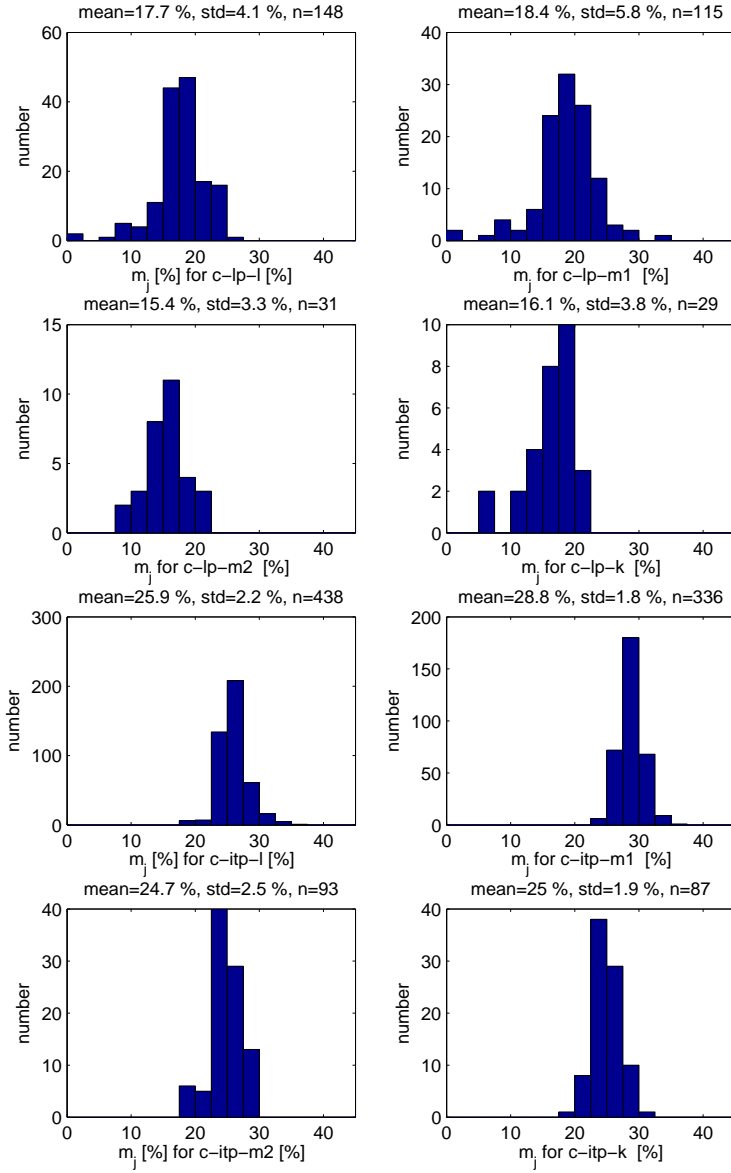 mean=17.7 %, std=4.1 %, n=148
60
40
20
0
number
0 10 20 30 40
m_j [%] for c−lp−l [%]
mean=18.4 %, std=5.8 %, n=115
40
30
20
10
0
number
0 10 20 30 40
m_j [%] for c−lp−m1 [%]
mean=15.4 %, std=3.3 %, n=31
15
10
5
0
number
0 10 20 30 40
m_j for c−lp−m2 [%]
mean=16.1 %, std=3.8 %, n=29
10
8
6
4
2
0
number
0 10 20 30 40
m_j for c−lp−k [%]
mean=25.9 %, std=2.2 %, n=438
300
200
100
0
number
0 10 20 30 40
m_j [%] for c−itp−l [%]
mean=28.8 %, std=1.8 %, n=336
200
150
100
50
0
number
0 10 20 30 40
m_j for c−itp−m1 [%]
mean=24.7 %, std=2.5 %, n=93
40
30
20
10
0
number
0 10 20 30 40
m_j [%] for c−itp−m2 [%]
mean=25 %, std=1.9 %, n=87
40
30
20
10
0
number
0 10 20 30 40
m_j for c−itp−k [%]